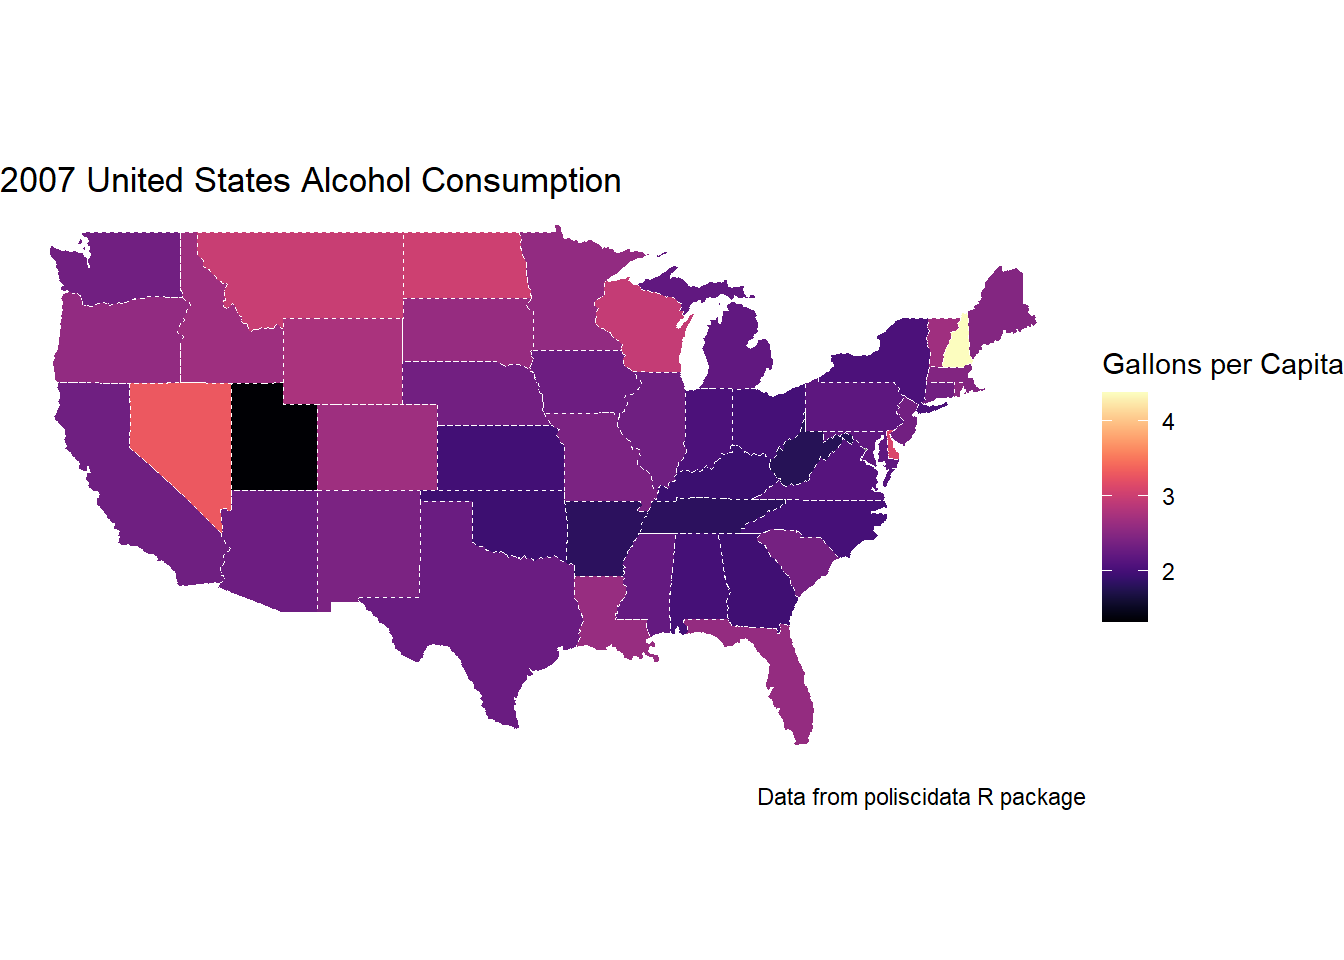 2007 United States Alcohol Consumption
Gallons per Capita
4
3
2
Data from poliscidata R package